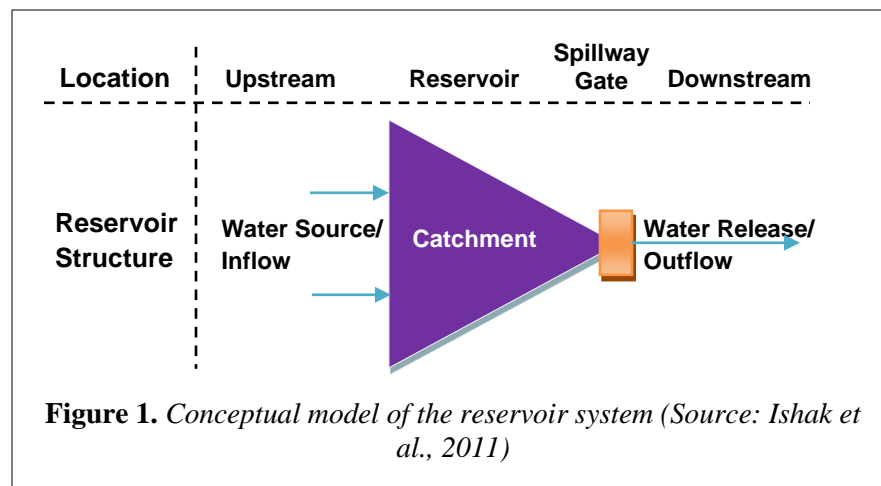 Location
Upstream
Reservoir
Spillway
Gate
Downstream
Reservoir
Structure
Water Source/
Inflow
Catchment
Water Release/
Outflow
Figure 1. Conceptual model of the reservoir system (Source: Ishak et
al., 2011)